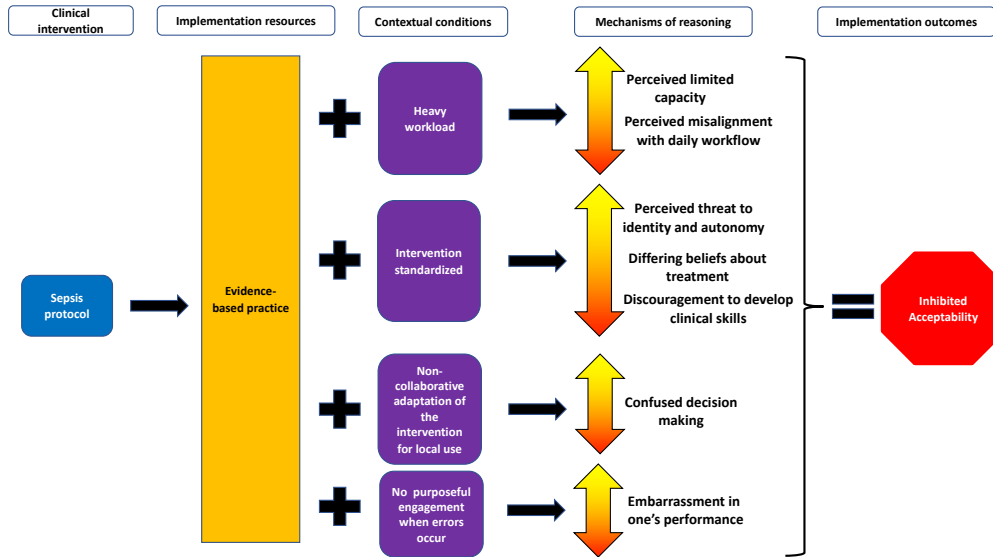 Clinical
intervention
Implementation resources
Contextual conditions
Mechanisms of reasoning
Implementation outcomes
Sepsis
protocol
Evidence-
based practice
Heavy
workload
Perceived limited
capacity
Perceived misalignment
with daily workflow
Intervention
standardized
Perceived threat to
identity and autonomy
Differing beliefs about
treatment
Discouragement to develop
clinical skills
Non-
collaborative
adaptation of
the
intervention
for local use
Confused decision
making
No purposeful
engagement
when errors
occur
Embarrassment in
one's performance
Inhibited
Acceptability